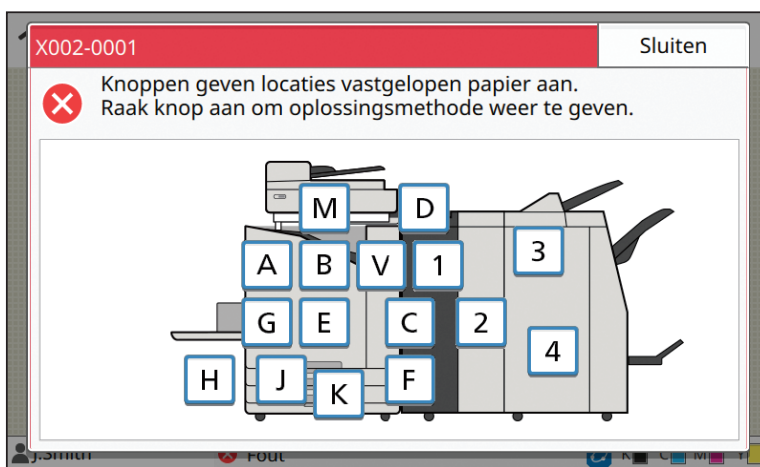 X002-0001 Sluiten
Knoppen geven locaties vastgelopen papier aan.
Raak knop aan om oplossingsmethode weer te geven.
M D
A B V 1 3
G E C 2 4
H J K F
J.Smith Fout K C M Y